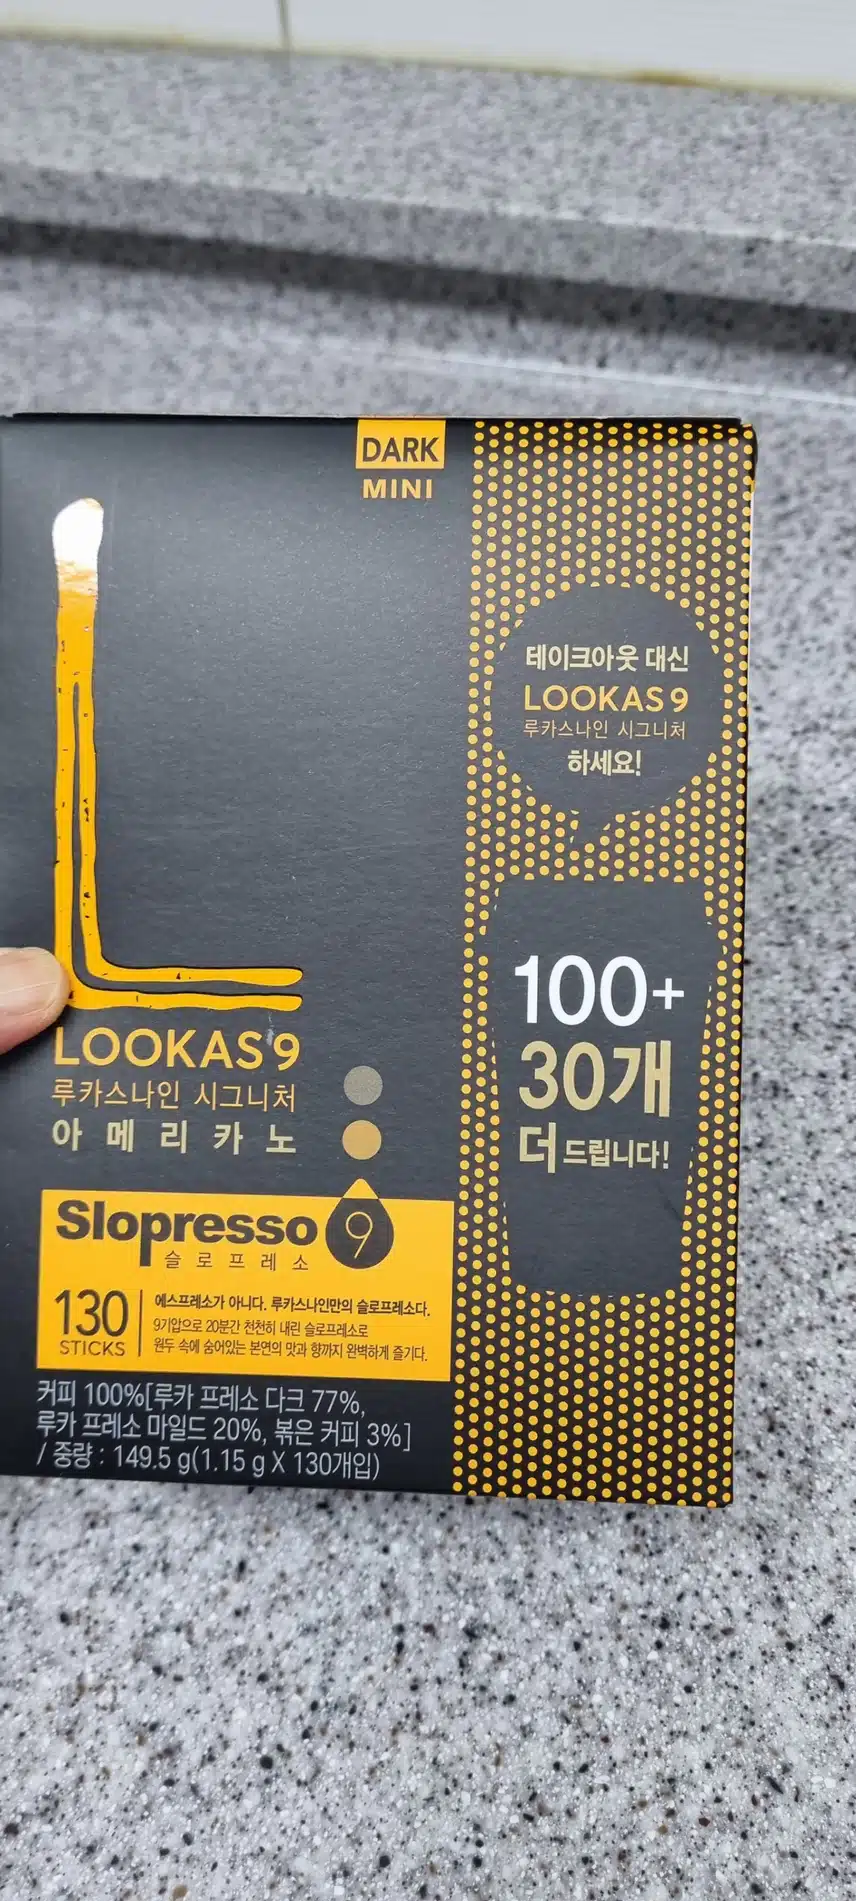 DARK
MINI
테이크아웃 대신
LOOKAS 9
루카스나인 시그니처
하세요!
100+
30개
더 드립니다!
LOOKAS 9
루카스나인 시그니처
아메리카노
Slopresso 9
슬로프레소
130
STICKS
에스프레소가 아니다. 루카스나인만의 슬로프레소다.
9기압으로 20분간 천천히 내린 슬로프레소로
원두 속에 숨어있는 본연의 맛과 향까지 완벽하게 즐기다.
커피 100%[루카 프레소 다크 77%,
루카 프레소 마일드 20%, 볶은 커피 3%]
/ 중량 : 149.5 g(1.15 g X 130개입)